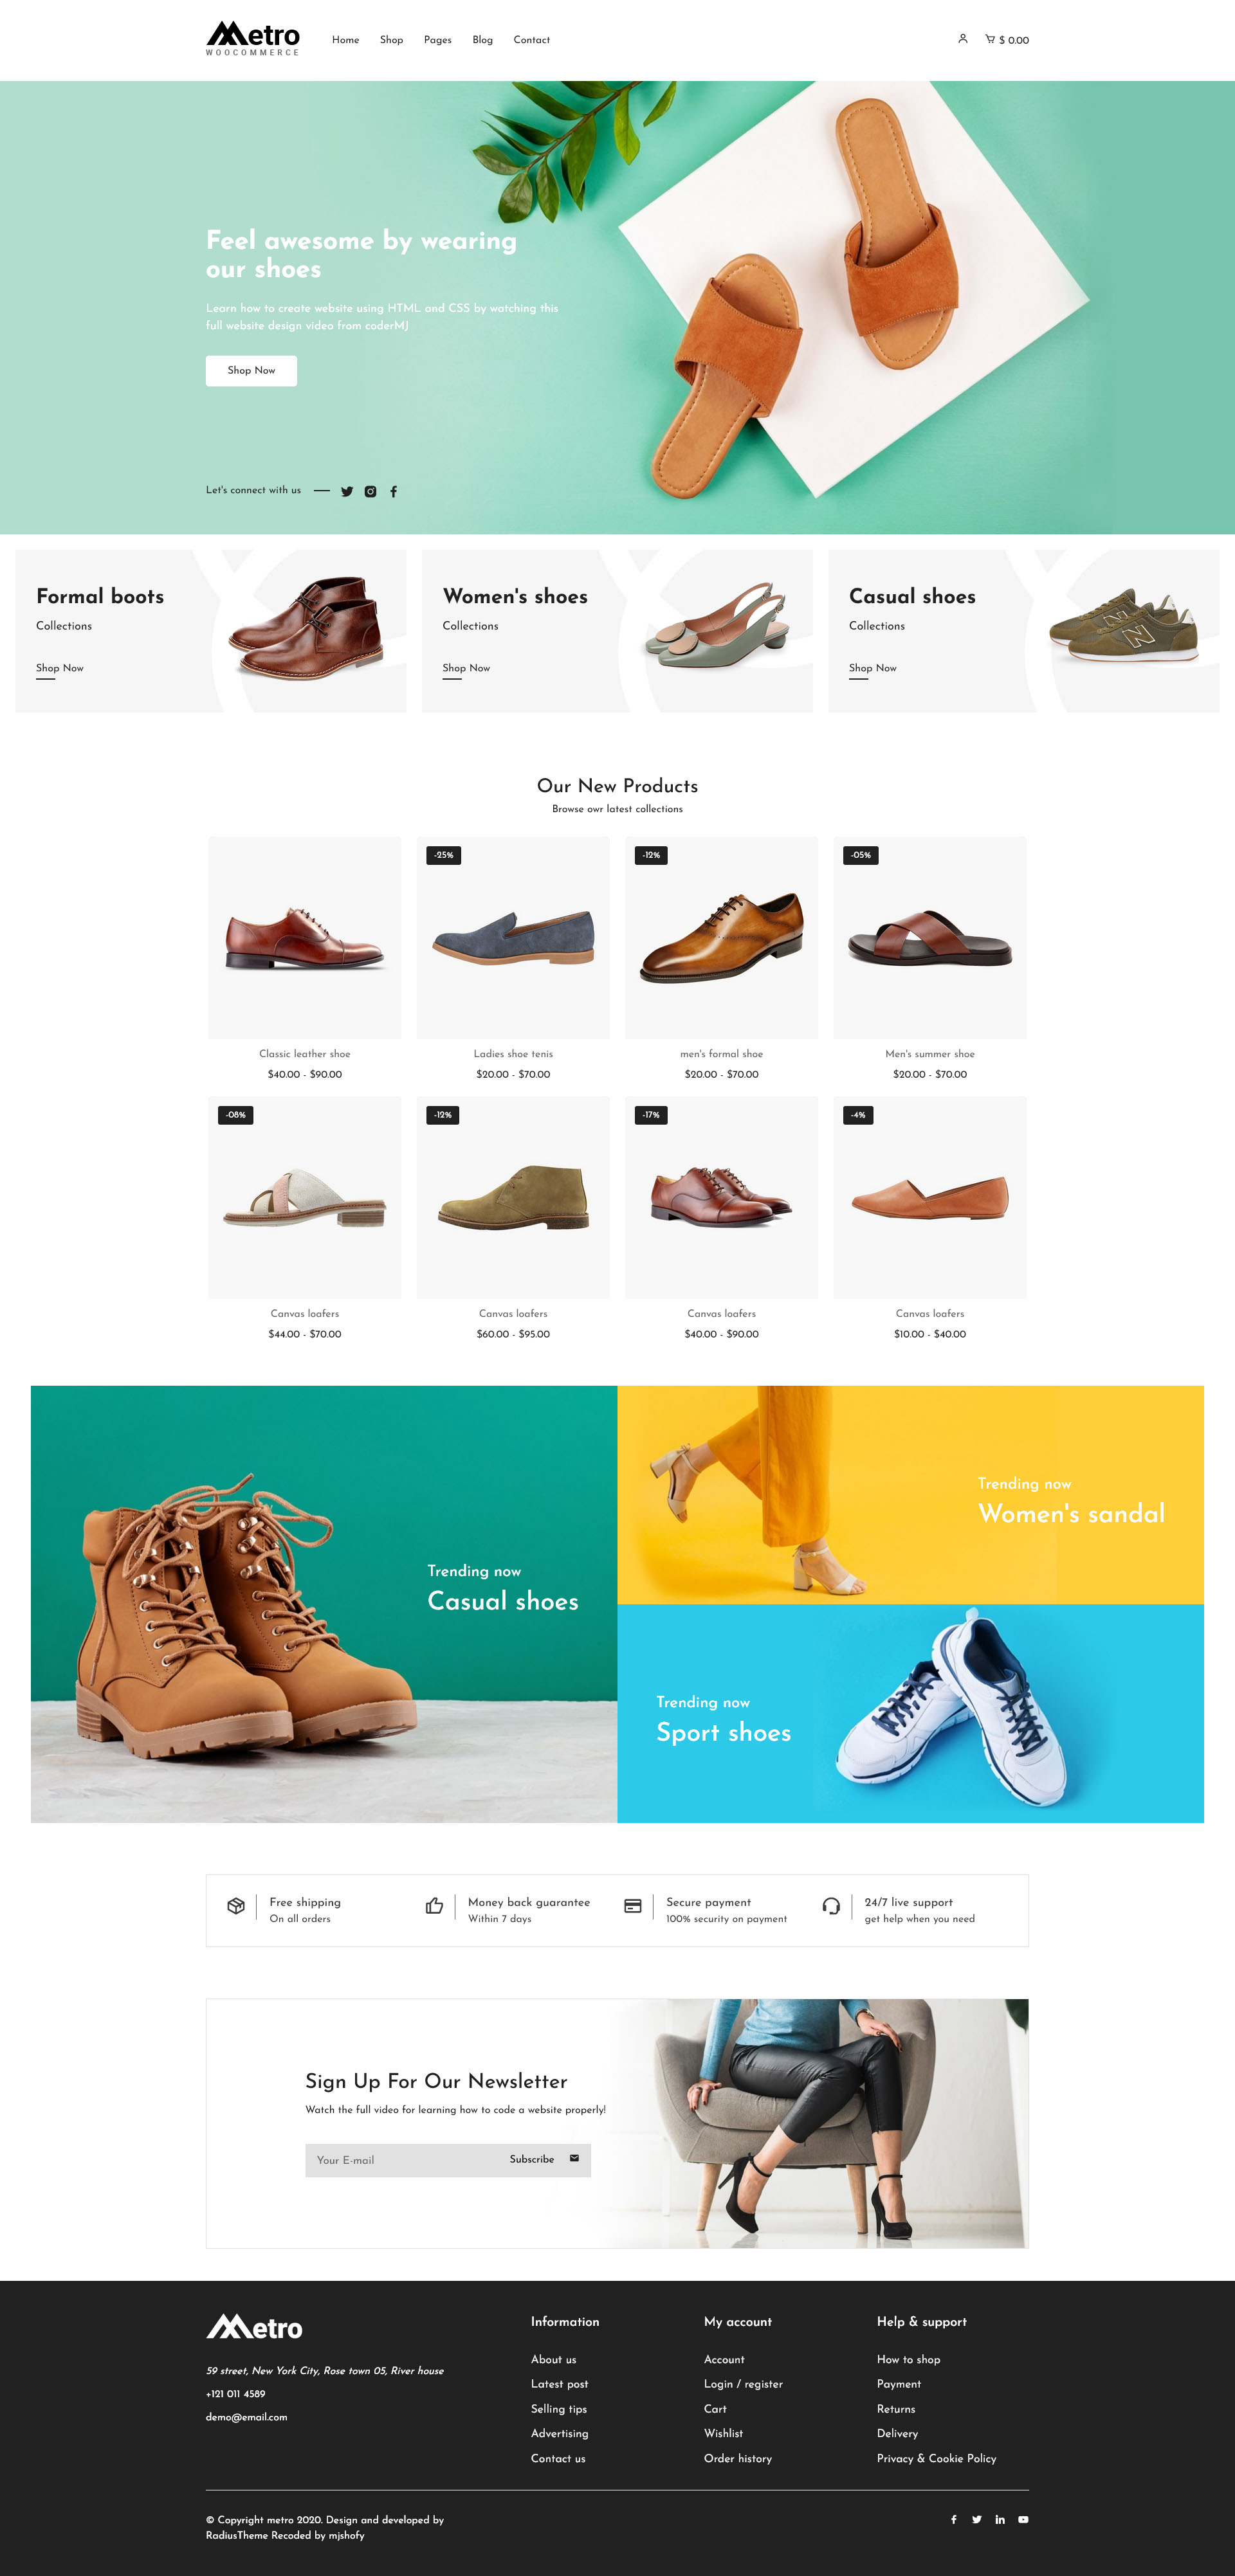 Metro
WOOCOMMERCE
Home Shop Pages Blog Contact
$ 0.00
Feel awesome by wearing
our shoes
Learn how to create website using HTML and CSS by watching this
full website design video from coderMJ
Shop Now
Let's connect with us
Formal boots
Collections
Shop Now
Women's shoes
Collections
Shop Now
Casual shoes
Collections
Shop Now
Our New Products
Browse owr latest collections
Classic leather shoe
$40.00 - $90.00
-25%
Ladies shoe tenis
$20.00 - $70.00
-12%
men's formal shoe
$20.00 - $70.00
-05%
Men's summer shoe
$20.00 - $70.00
-08%
Canvas loafers
$44.00 - $70.00
-12%
Canvas loafers
$60.00 - $95.00
-17%
Canvas loafers
$40.00 - $90.00
-4%
Canvas loafers
$10.00 - $40.00
Trending now
Casual shoes
Trending now
Women's sandal
Trending now
Sport shoes
Free shipping
On all orders
Money back guarantee
Within 7 days
Secure payment
100% security on payment
24/7 live support
get help when you need
Sign Up For Our Newsletter
Watch the full video for learning how to code a website properly!
Your E-mail
Subscribe
Metro
59 street, New York City, Rose town 05, River house
+121 011 4589
demo@email.com
Information
About us
Latest post
Selling tips
Advertising
Contact us
My account
Account
Login / register
Cart
Wishlist
Order history
Help & support
How to shop
Payment
Returns
Delivery
Privacy & Cookie Policy
© Copyright metro 2020. Design and developed by
RadiusTheme Recoded by mjshofy